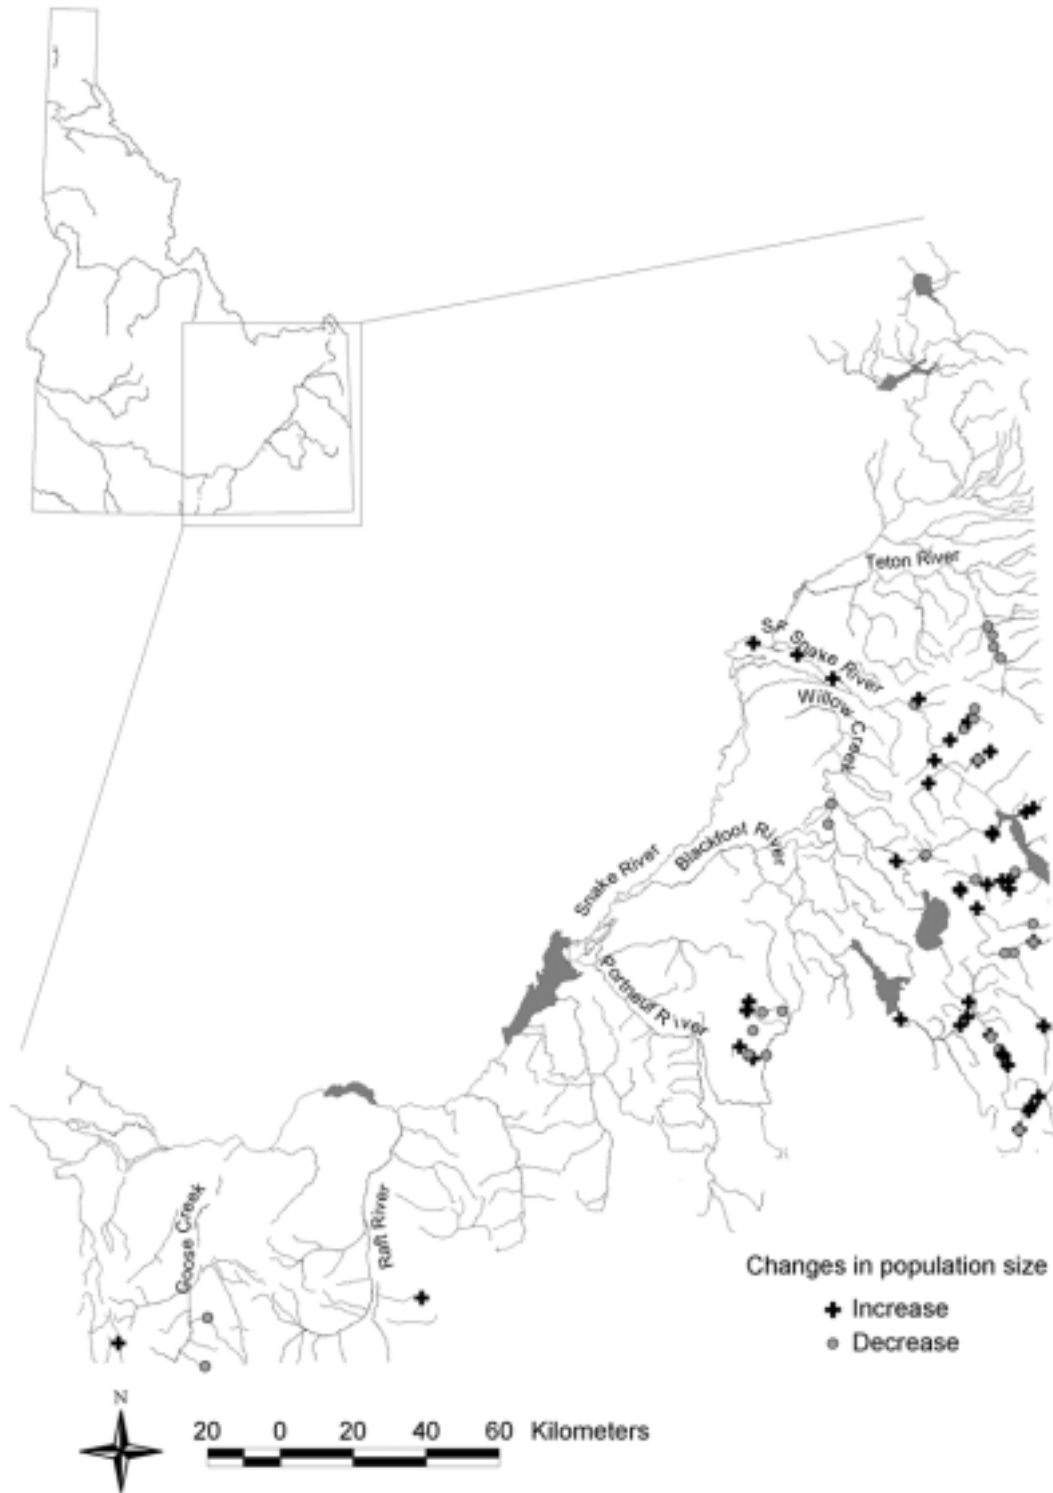 Teton River
SF Snake River
Willow Creek
Blackfoot River
Snake River
Portneuf River
Goose Creek
Raft River
Changes in population size
Increase
Decrease
N
20 0 20 40 60 Kilometers